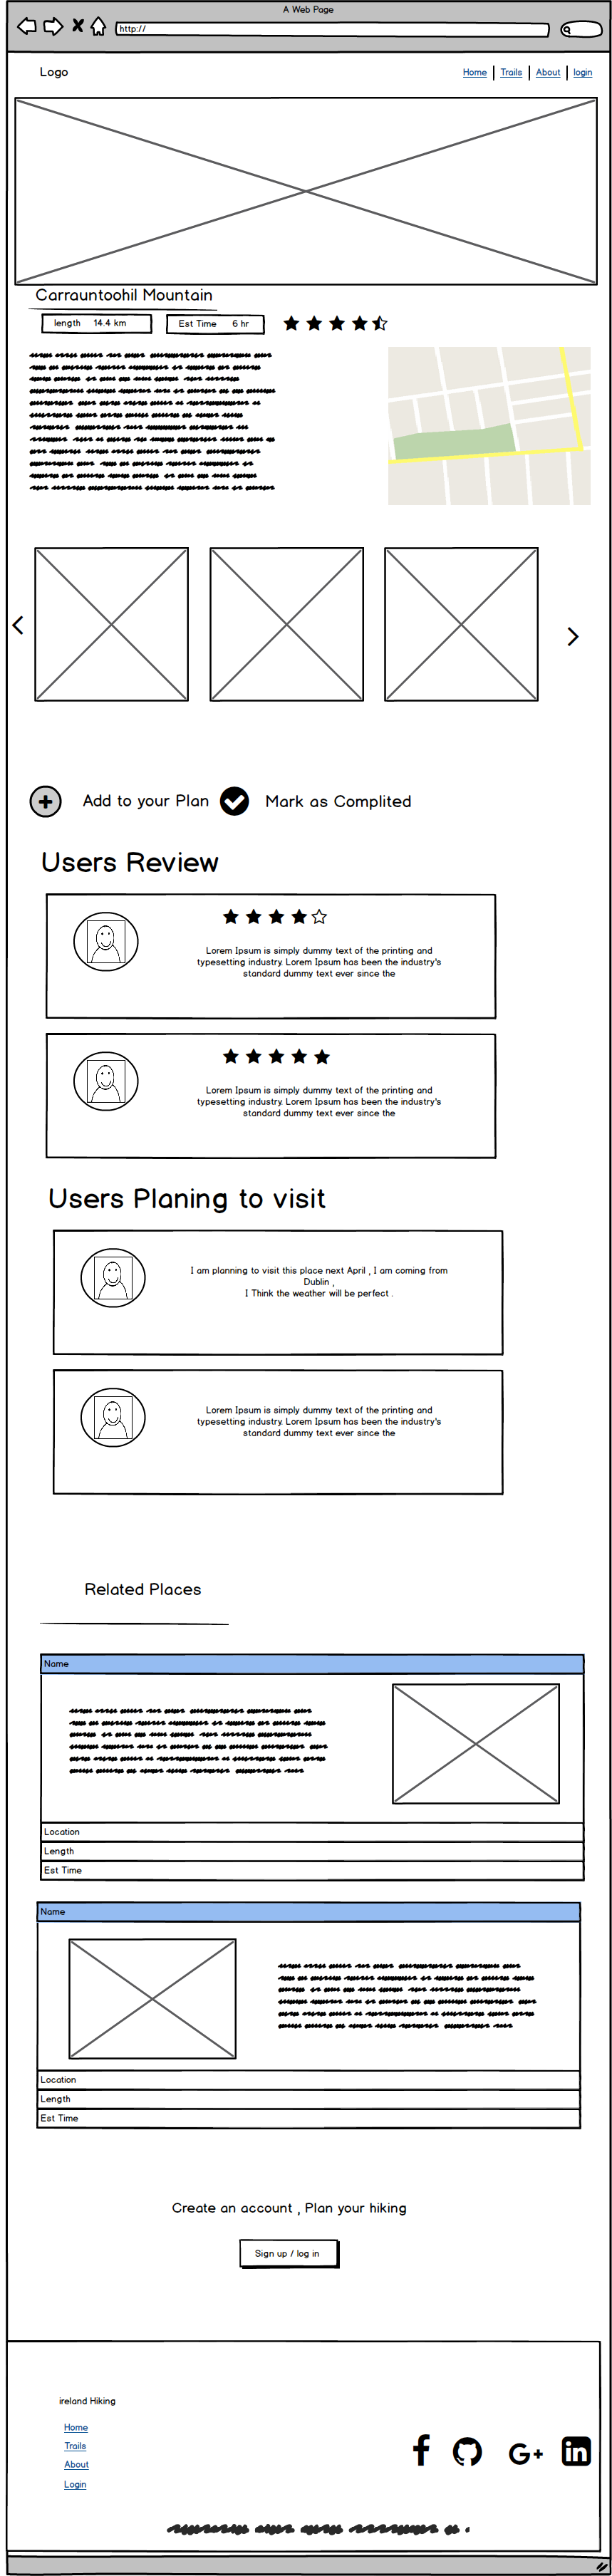 A Web Page
http://
Logo
Home | Trails | About | login
Carrauntoohil Mountain
length 14.4 km Est Time 6 hr
Add to your Plan Mark as Complited
Users Review
Lorem Ipsum is simply dummy text of the printing and
typesetting industry. Lorem Ipsum has been the industry's
standard dummy text ever since the
Lorem Ipsum is simply dummy text of the printing and
typesetting industry. Lorem Ipsum has been the industry's
standard dummy text ever since the
Users Planing to visit
I am planning to visit this place next April , I am coming from
Dublin ,
I Think the weather will be perfect .
Lorem Ipsum is simply dummy text of the printing and
typesetting industry. Lorem Ipsum has been the industry's
standard dummy text ever since the
Related Places
Name
Location
Length
Est Time
Name
Location
Length
Est Time
Create an account , Plan your hiking
Sign up / log in
ireland Hiking
Home
Trails
About
Login